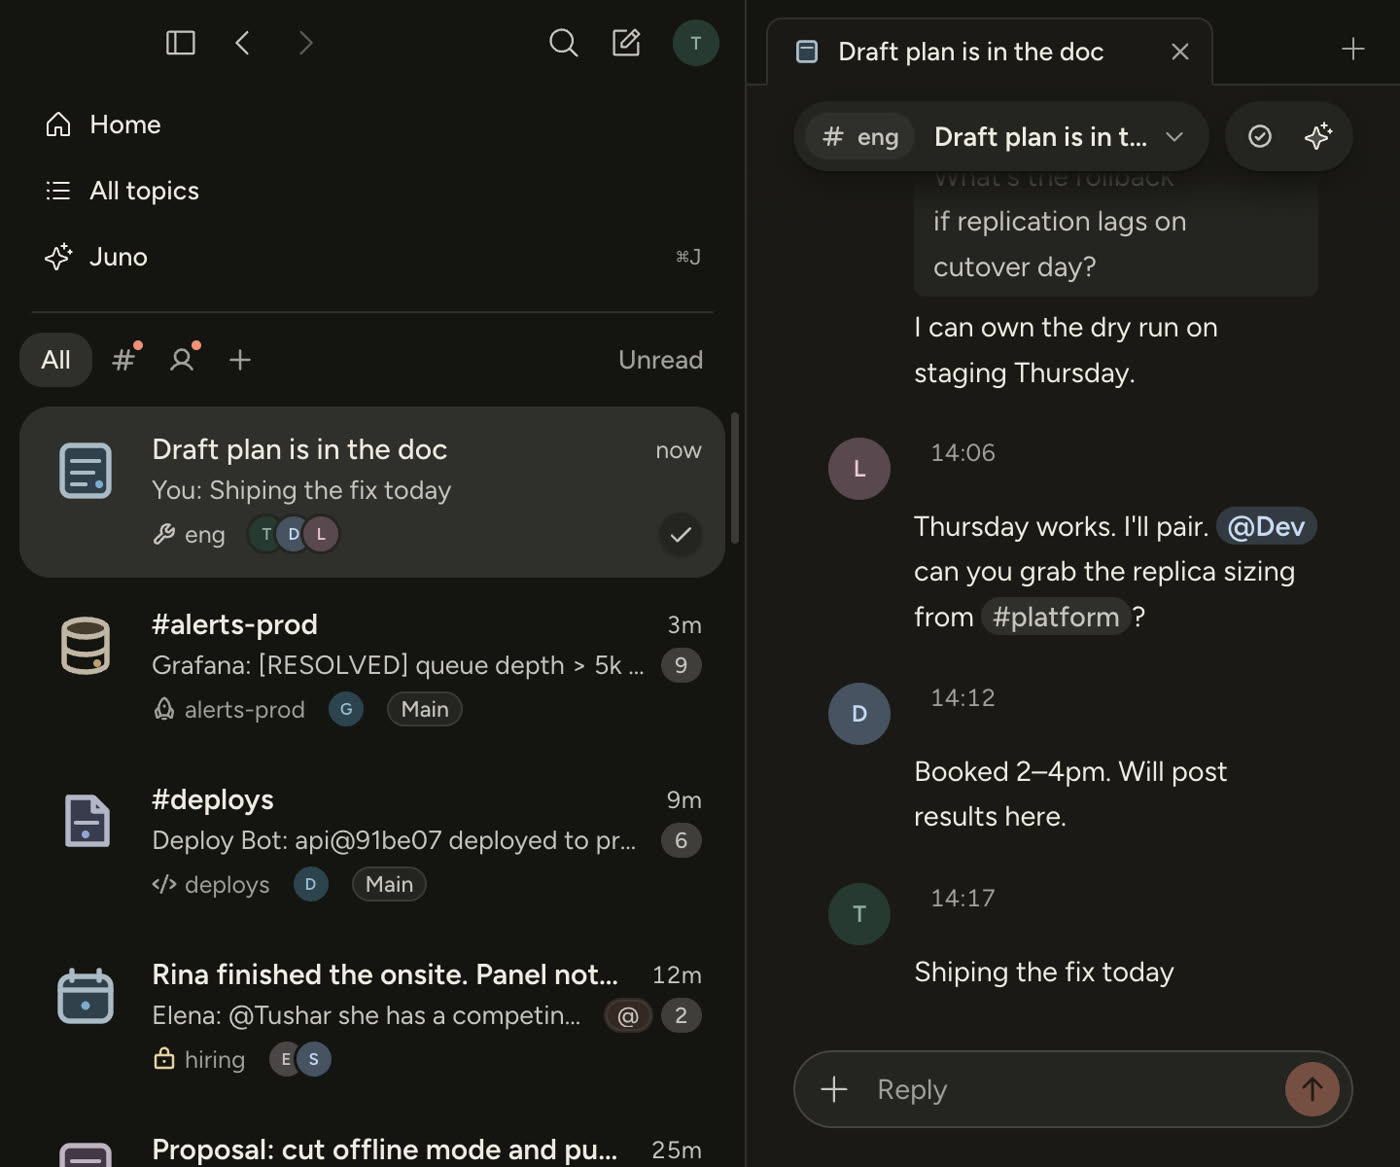 T
Home
All topics
Juno ⌘J
All Unread
Draft plan is in the doc now
You: Shiping the fix today
eng T D L
#alerts-prod 3m
Grafana: [RESOLVED] queue depth > 5k ... 9
alerts-prod G Main
#deploys 9m
Deploy Bot: api@91be07 deployed to pr... 6
deploys D Main
Rina finished the onsite. Panel not... 12m
Elena: @Tushar she has a competin... @ 2
hiring E S
Proposal: cut offline mode and pu... 25m
Draft plan is in the doc
# eng Draft plan is in t...
What's the rollback
if replication lags on
cutover day?
I can own the dry run on
staging Thursday.
L 14:06
Thursday works. I'll pair. @Dev
can you grab the replica sizing
from #platform ?
D 14:12
Booked 2–4pm. Will post
results here.
T 14:17
Shiping the fix today
Reply